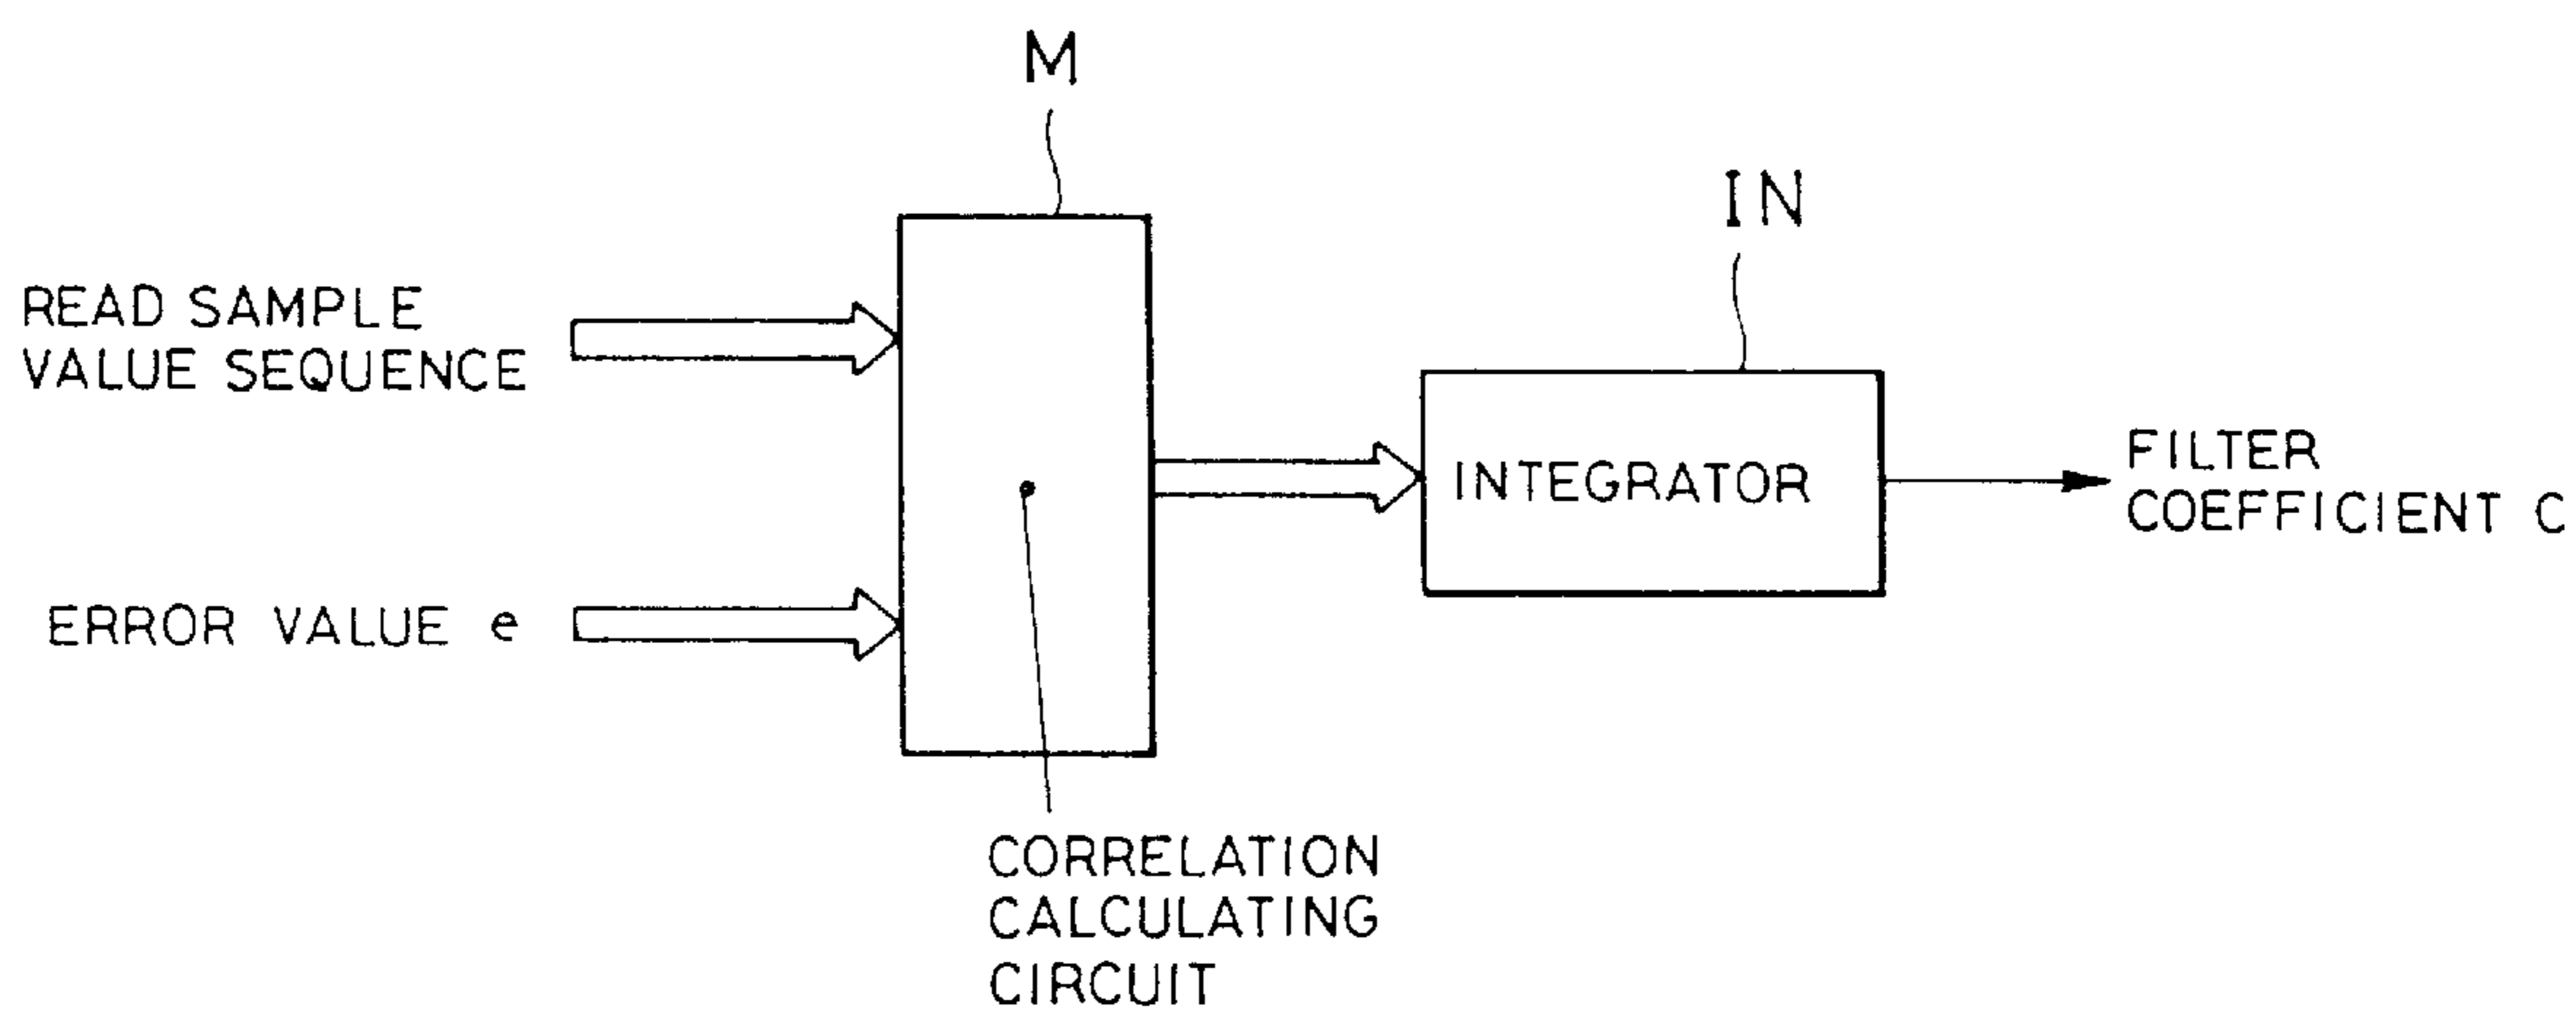 M
IN
READ SAMPLE
VALUE SEQUENCE
INTEGRATOR
FILTER
COEFFICIENT C
ERROR VALUE e
CORRELATION
CALCULATING
CIRCUIT